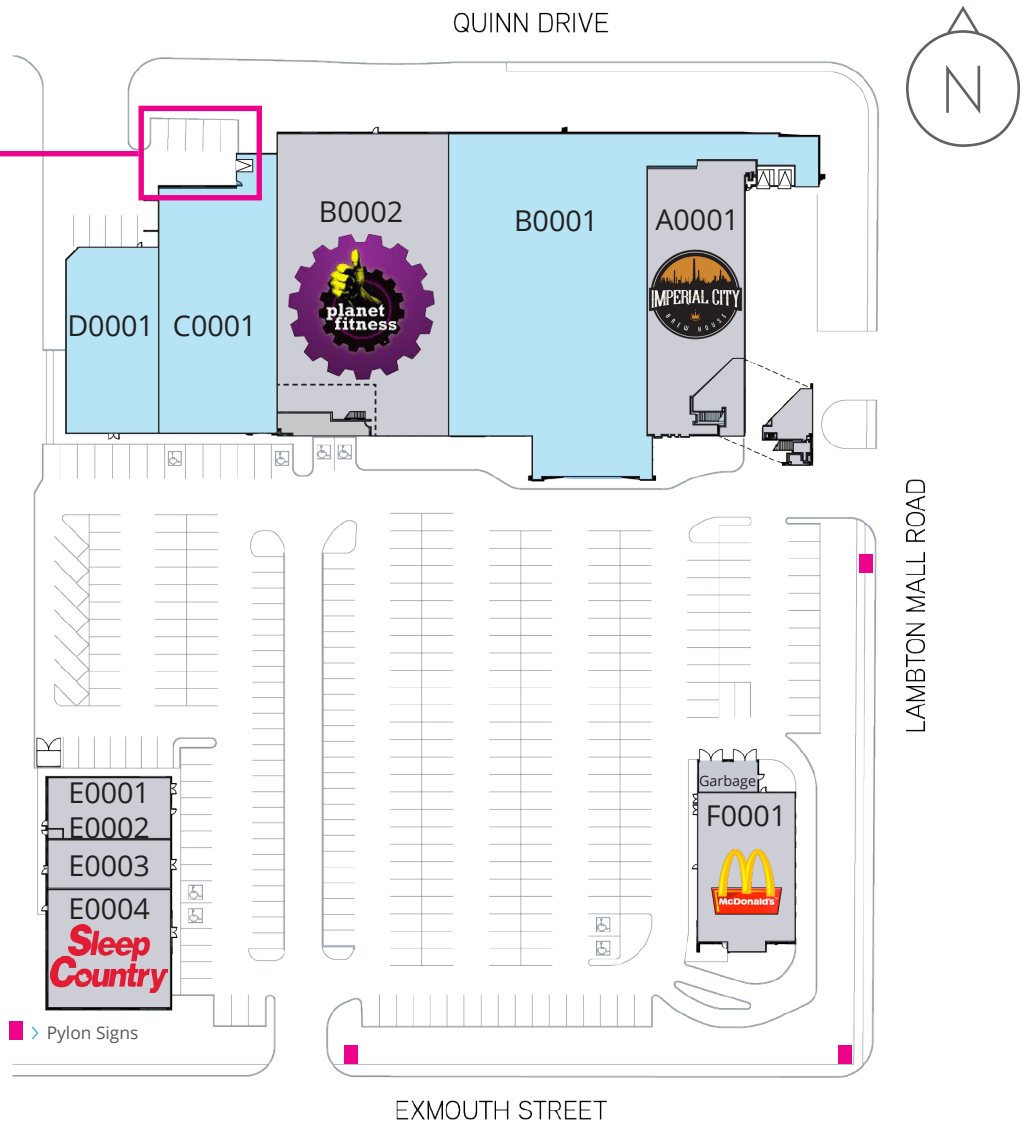 QUINN DRIVE
N
B0002
B0001
A0001
planet
fitness
IMPERIAL CITY
BREW HOUSE
D0001
C0001
LAMBTON MALL ROAD
E0001
E0002
E0003
E0004
Sleep
Country
Garbage
F0001
McDonald's
> Pylon Signs
EXMOUTH STREET